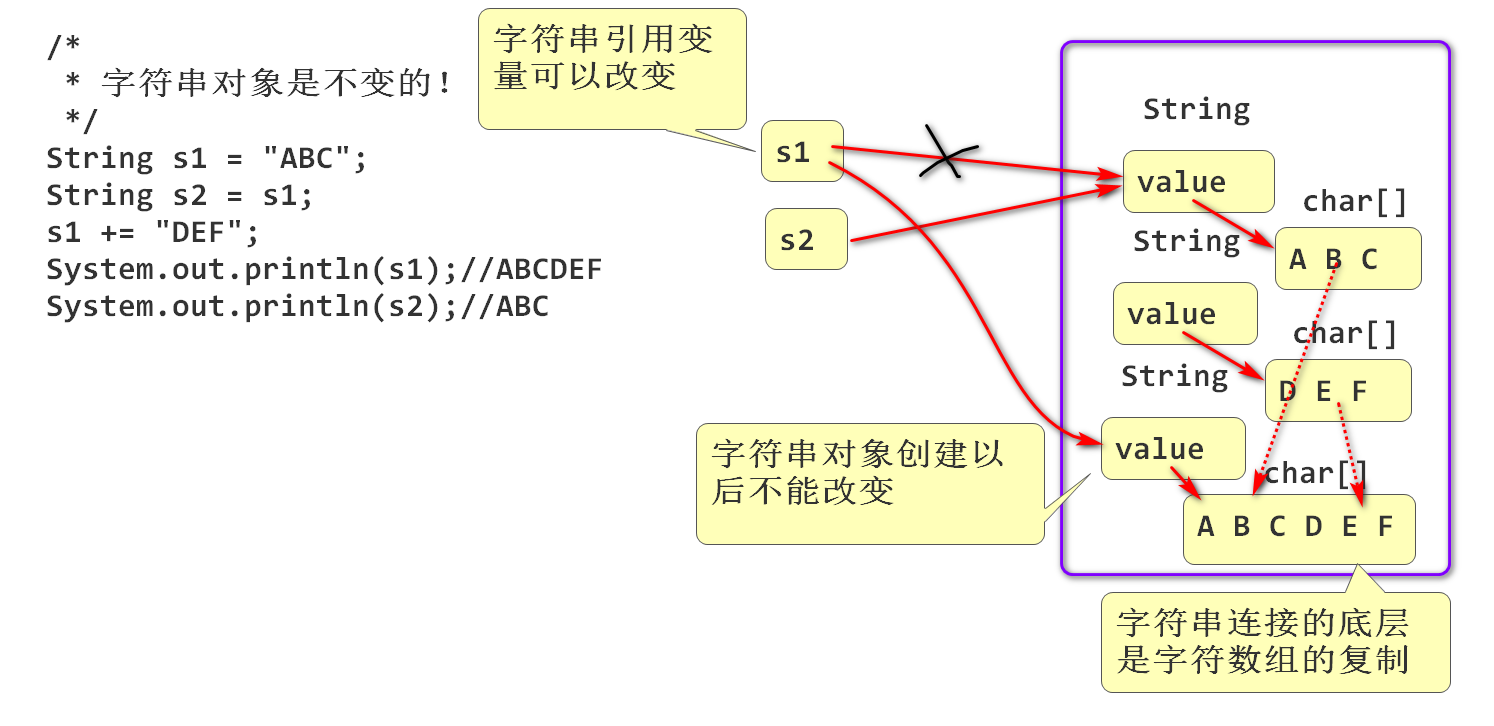 /*
 * 字符串对象是不变的!
 */
String s1 = "ABC";
String s2 = s1;
s1 += "DEF";
System.out.println(s1);//ABCDEF
System.out.println(s2);//ABC
字符串引用变
量可以改变
s1
s2
String
value
char[]
A B C
String
value
char[]
D E F
String
value
char[]
A B C D E F
字符串对象创建以
后不能改变
字符串连接的底层
是字符数组的复制